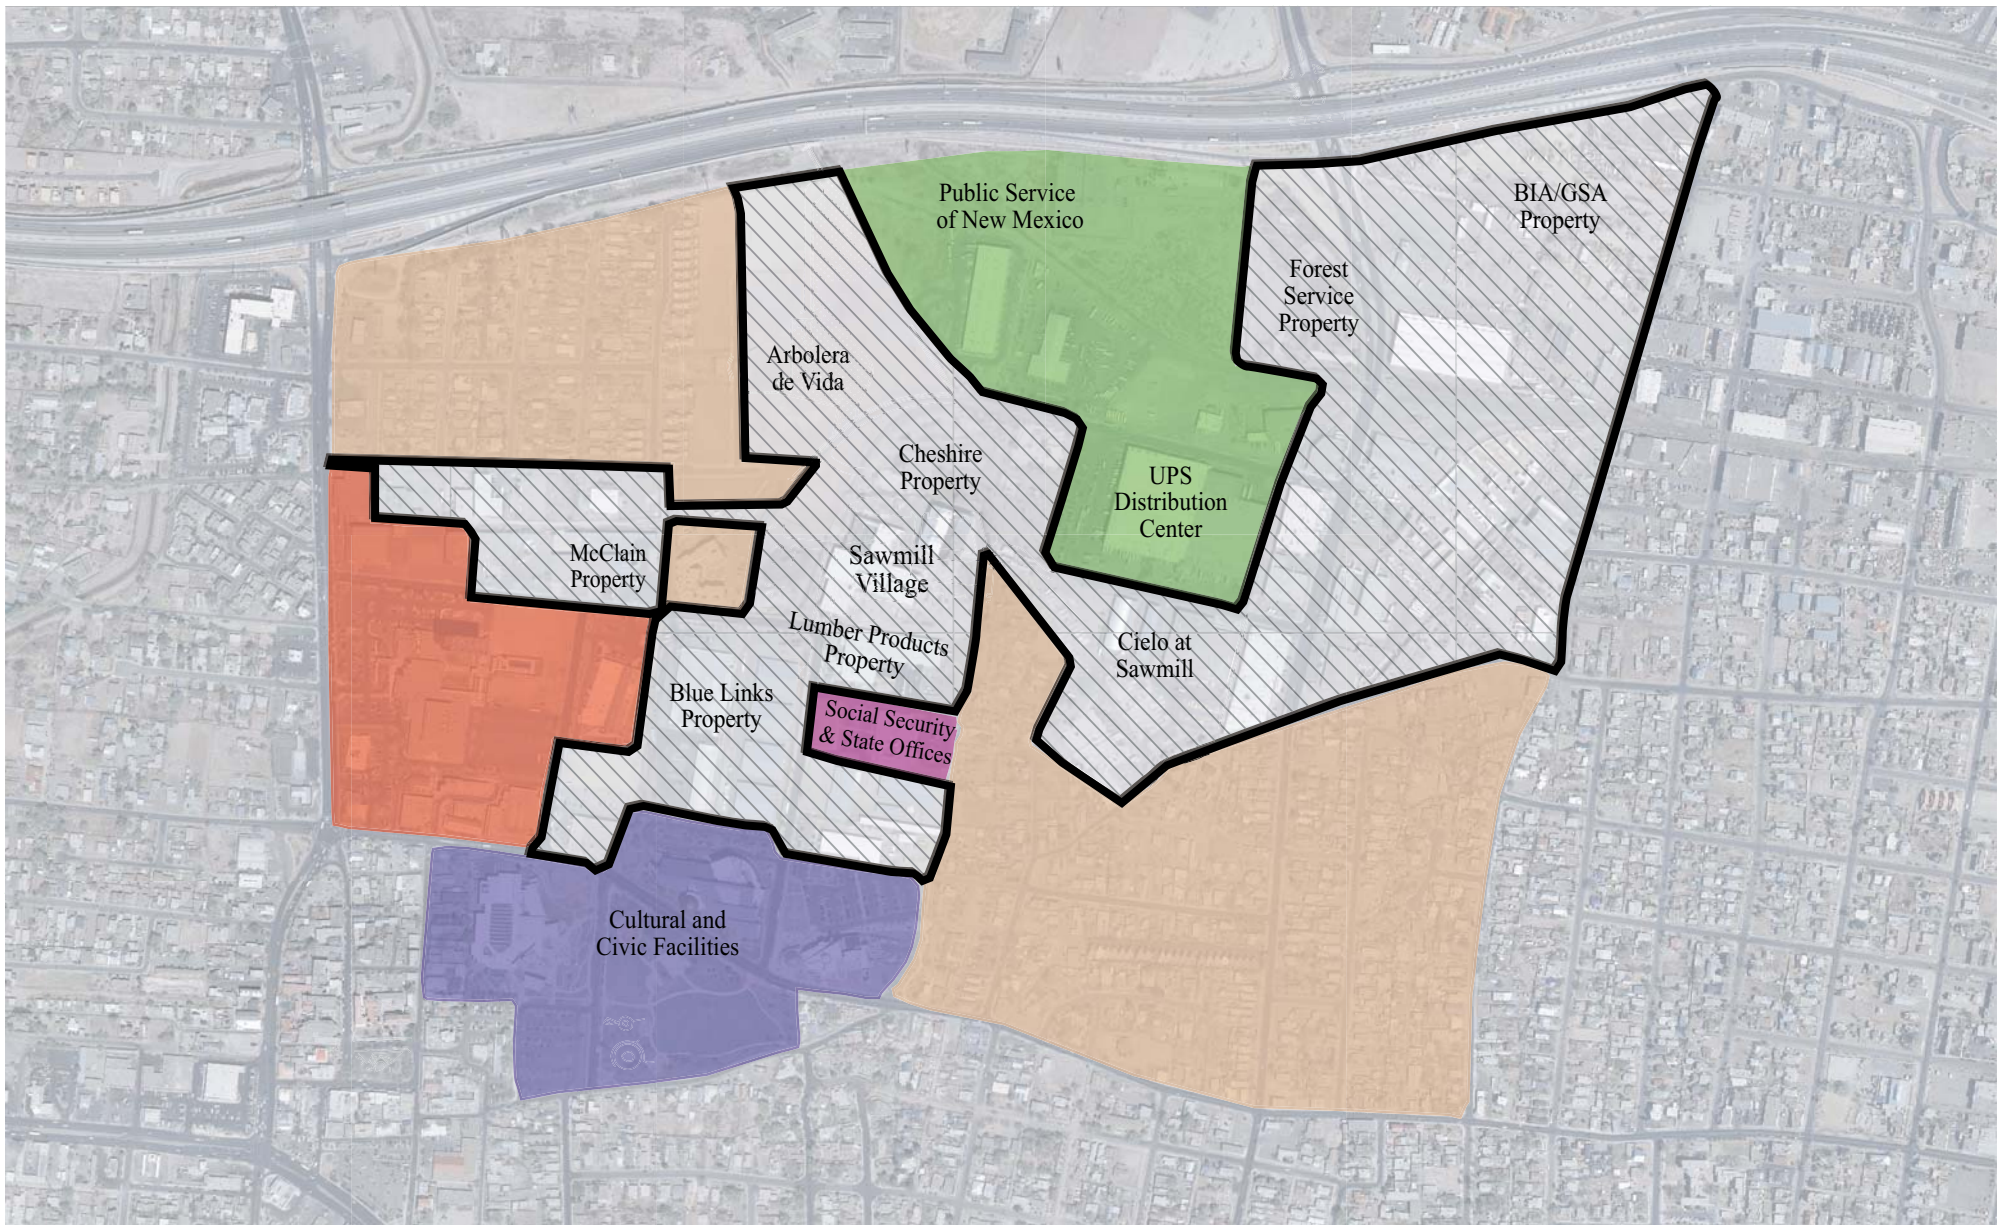 Public Service
of New Mexico
BIA/GSA
Property
Forest
Service
Property
Arbolera
de Vida
Cheshire
Property
UPS
Distribution
Center
McClain
Property
Sawmill
Village
Lumber Products
Property
Cielo at
Sawmill
Blue Links
Property
Social Security
& State Offices
Cultural and
Civic Facilities